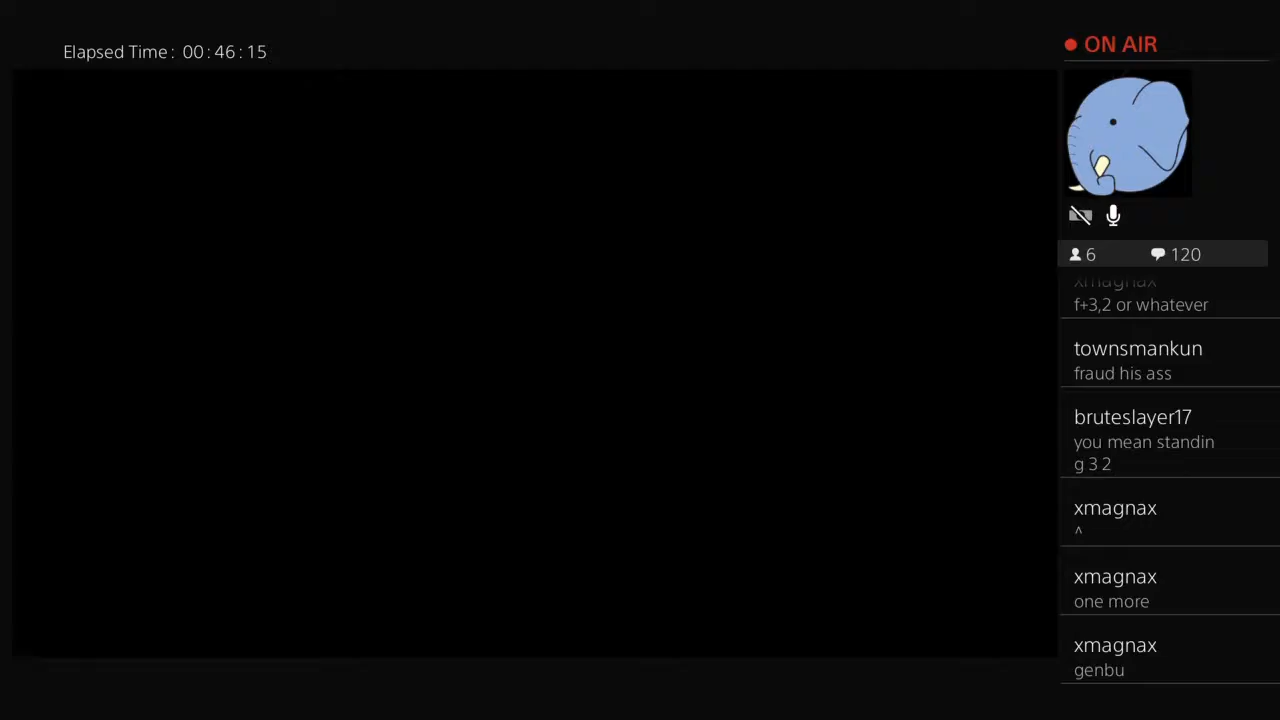 Elapsed Time: 00:46:15
ON AIR
6 120
xmagnax
f+3,2 or whatever
townsmankun
fraud his ass
bruteslayer17
you mean standin
g 3 2
xmagnax
^
xmagnax
one more
xmagnax
genbu